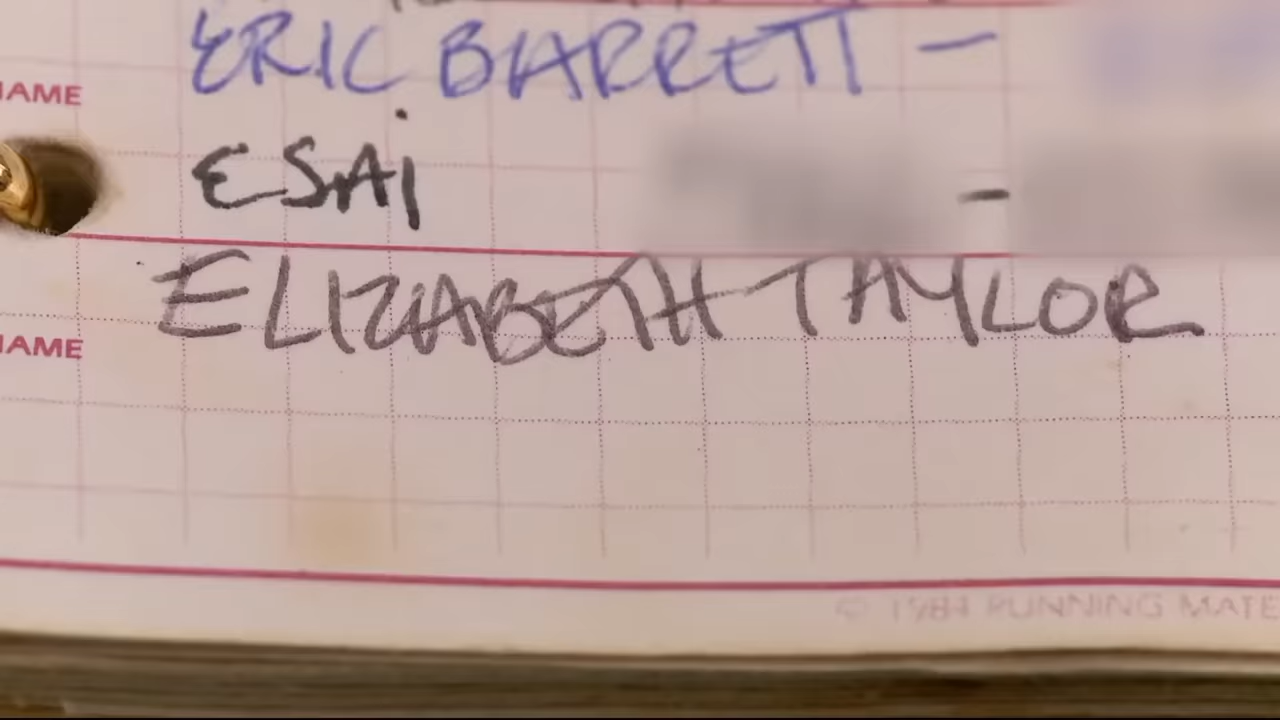 ERIC BARRETT -
NAME
ESAi -
ELIZABETH TAYLOR
NAME
© 1984 RUNNING MATE